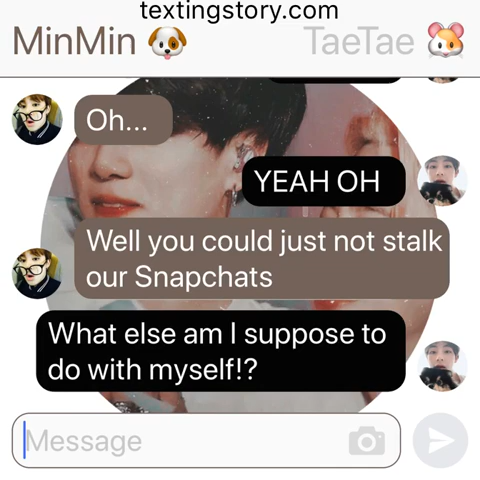 textingstory.com
MinMin 🐶 TaeTae 🐹
Oh...
YEAH OH
Well you could just not stalk
our Snapchats
What else am I suppose to
do with myself!?
Message